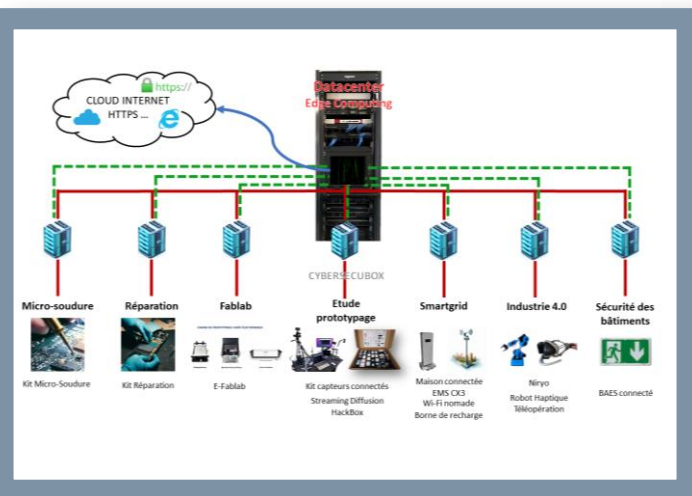 https://
CLOUD INTERNET
HTTPS ...
Datacenter
Edge Computing
CYBERSECUBOX
Micro-soudure
Réparation
Fablab
Etude
prototypage
Smartgrid
Industrie 4.0
Sécurité des
bâtiments
Kit Micro-Soudure
Kit Réparation
E-Fablab
Kit capteurs connectés
Streaming Diffusion
HackBox
Maison connectée
EMS CX3
Wi-Fi nomade
Borne de recharge
Niryo
Robot Haptique
Téléopération
BAES connecté